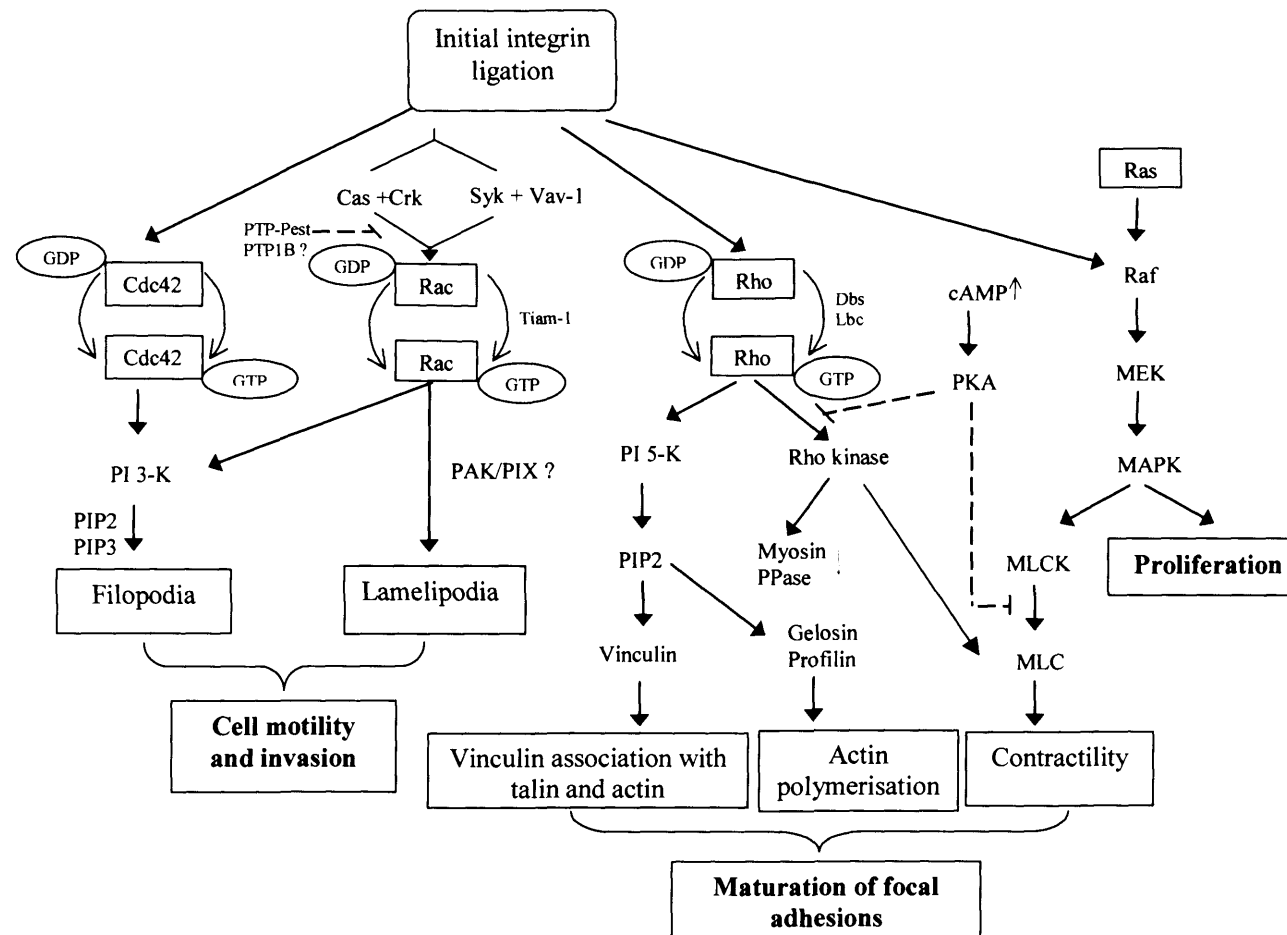 Initial integrin
ligation
Ras
Cas +Crk
Syk + Vav-1
PTP-Pest
PTP1B ?
GDP
Cdc42
GDP
Rac
GDP
Rho
Raf
Tiam-1
Dbs
Lbc
cAMP↑
Cdc42
GTP
Rac
GTP
Rho
GTP
PKA
MEK
PI 3-K
PAK/PIX ?
PI 5-K
Rho kinase
MAPK
PIP2
PIP3
Myosin
PPase
PIP2
MLCK
Proliferation
Filopodia
Lamelipodia
Vinculin
Gelosin
Profilin
MLC
Cell motility
and invasion
Vinculin association with
talin and actin
Actin
polymerisation
Contractility
Maturation of focal
adhesions